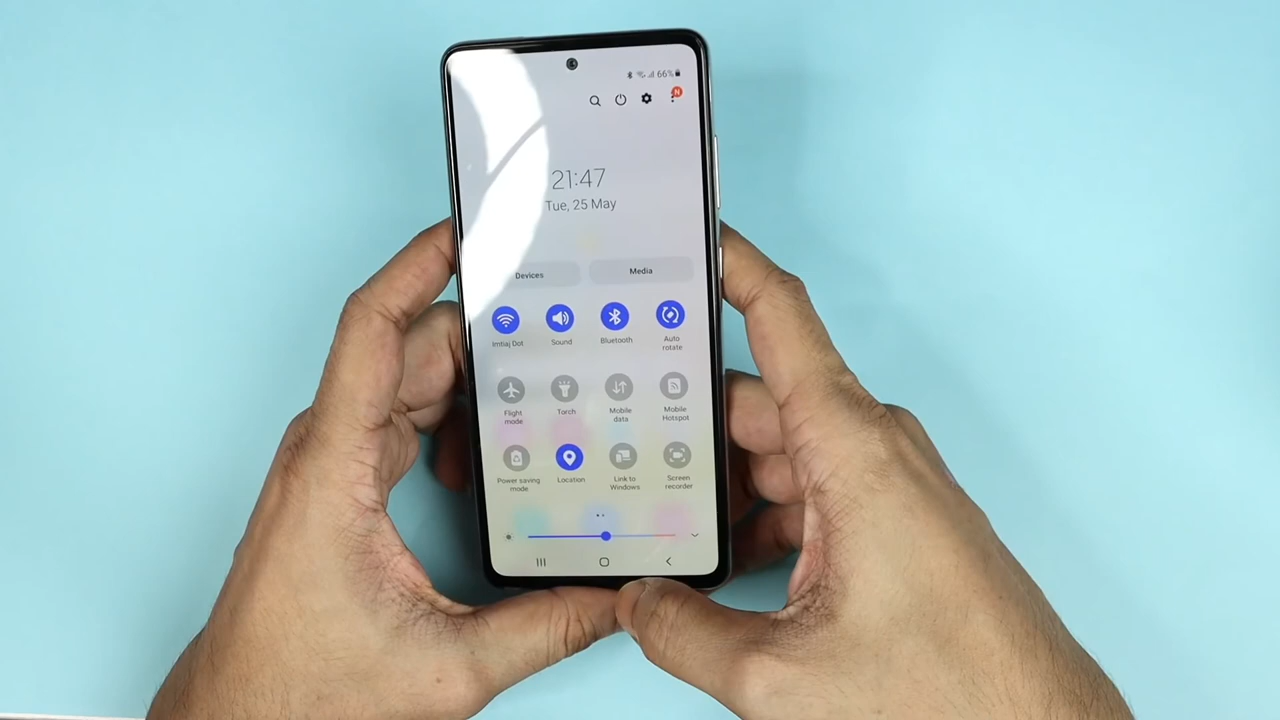 66%
N
21:47
Tue, 25 May
Devices
Media
Imtiaj Dot
Sound
Bluetooth
Auto
rotate
Flight
mode
Torch
Mobile
data
Mobile
Hotspot
Power saving
mode
Location
Link to
Windows
Screen
recorder